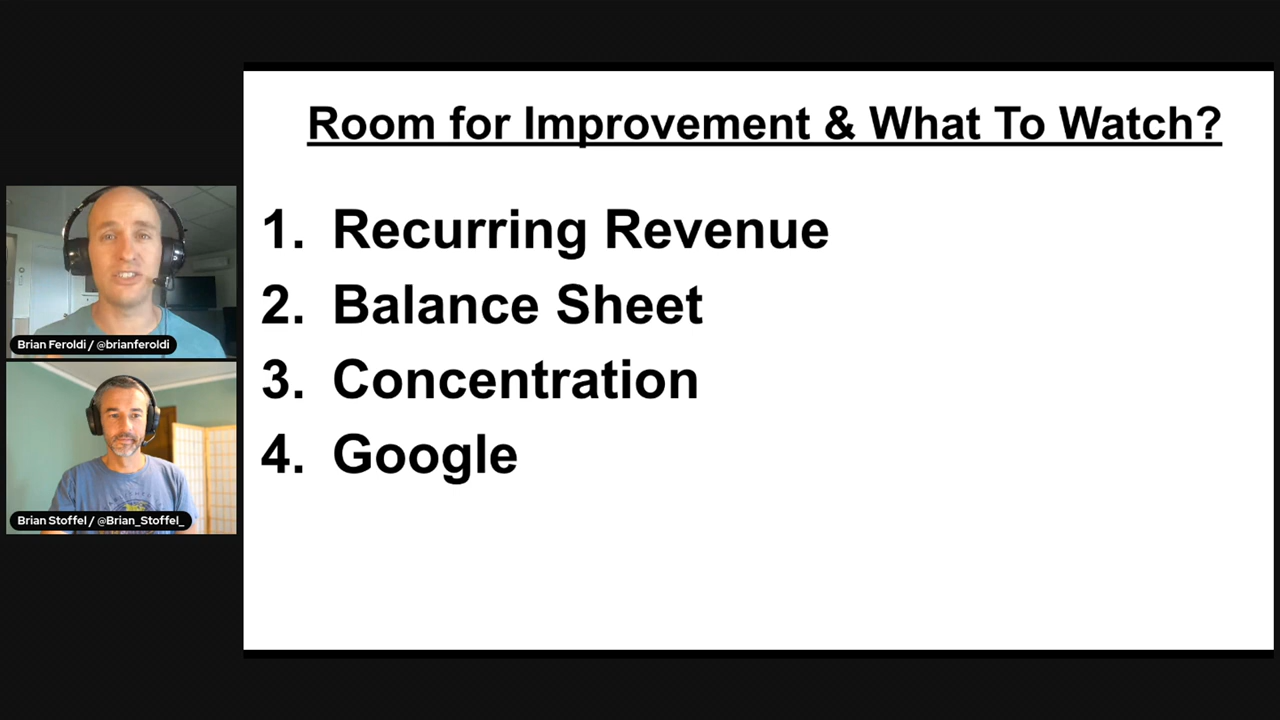 Room for Improvement & What To Watch?
1. Recurring Revenue
2. Balance Sheet
3. Concentration
4. Google
Brian Feroldi / @brianferoldi
Brian Stoffel / @Brian_Stoffel_